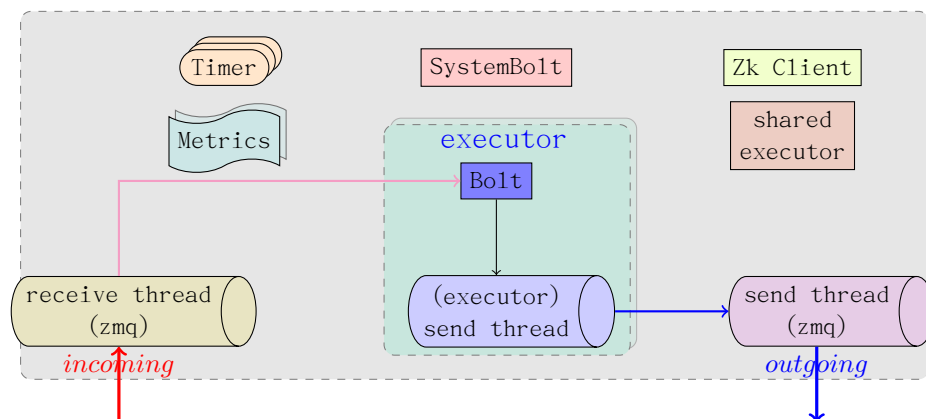 Timer
SystemBolt
Zk Client
Metrics
shared
executor
executor
Bolt
receive thread
(zmq)
(executor)
send thread
send thread
(zmq)
incoming
outgoing